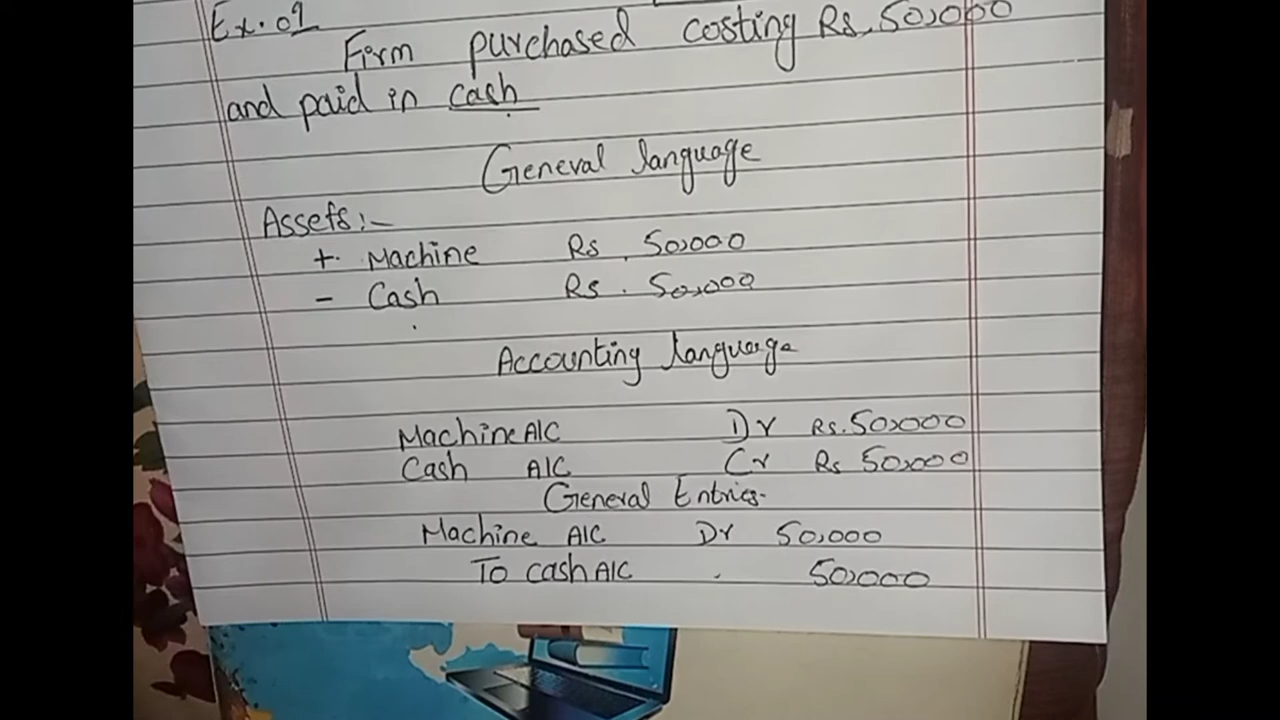 Ex.01
Firm purchased costing Rs.50,000
and paid in cash
General language
Assets:-
+ Machine Rs. 50,000
- Cash Rs. 50,000
Accounting language
Machine A/C Dr Rs.50,000
Cash A/C Cr Rs 50,000
General Entries-
Machine A/C Dr 50,000
To cash A/C 50,000